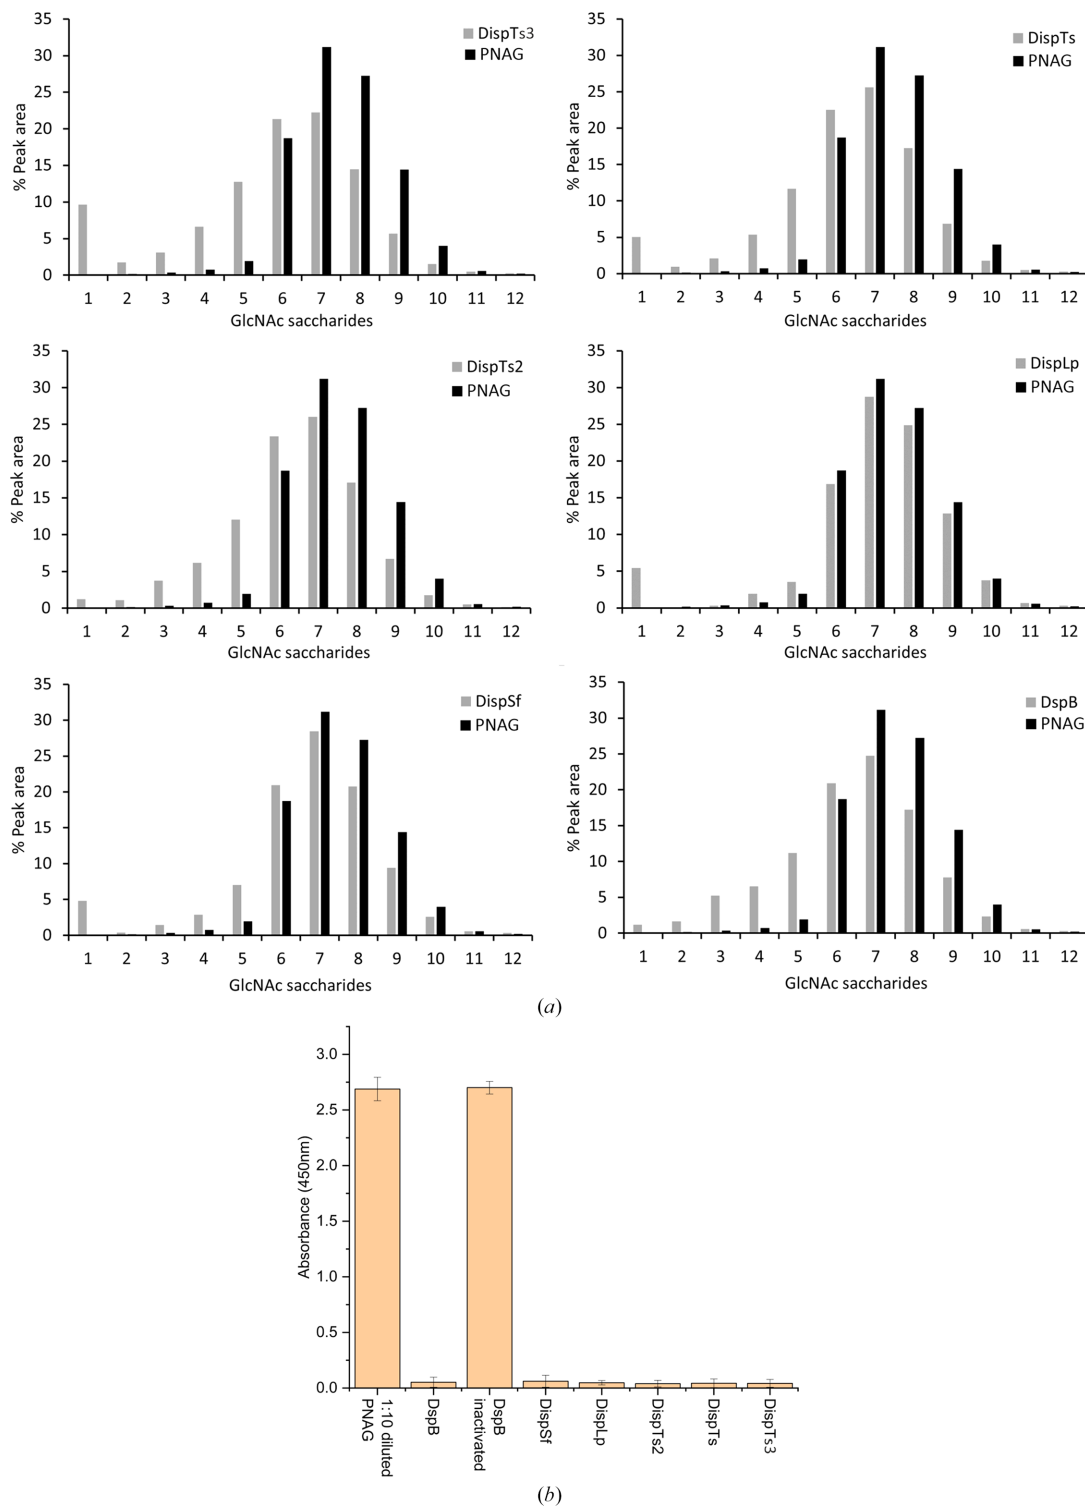 35
30
25
20
15
10
5
0
% Peak area
DispTs3
PNAG
1 2 3 4 5 6 7 8 9 10 11 12
GlcNAc saccharides
35
30
25
20
15
10
5
0
% Peak area
DispTs
PNAG
1 2 3 4 5 6 7 8 9 10 11 12
GlcNAc saccharides
35
30
25
20
15
10
5
0
% Peak area
DispTs2
PNAG
1 2 3 4 5 6 7 8 9 10 11 12
GlcNAc saccharides
35
30
25
20
15
10
5
0
% Peak area
DispLp
PNAG
1 2 3 4 5 6 7 8 9 10 11 12
GlcNAc saccharides
35
30
25
20
15
10
5
0
% Peak area
DispSf
PNAG
1 2 3 4 5 6 7 8 9 10 11 12
GlcNAc saccharides
35
30
25
20
15
10
5
0
% Peak area
DspB
PNAG
1 2 3 4 5 6 7 8 9 10 11 12
GlcNAc saccharides
(a)
3.0
2.5
2.0
1.5
1.0
0.5
0.0
Absorbance (450nm)
1:10 diluted
PNAG
DspB
DspB
inactivated
DispSf
DispLp
DispTs2
DispTs
DispTs3
(b)